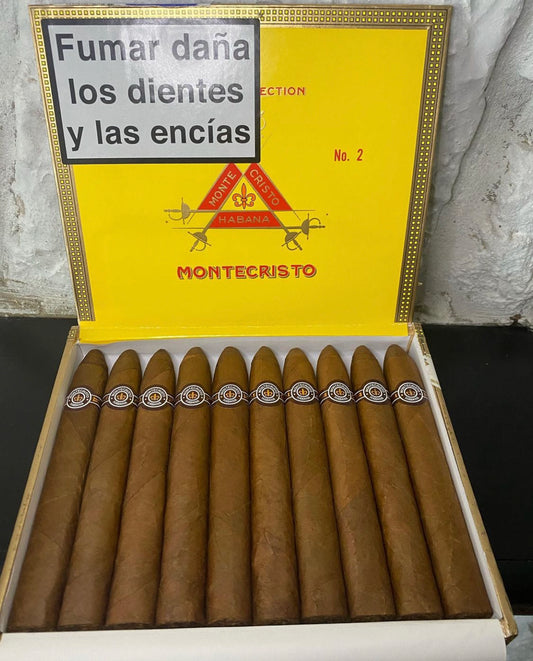 Fumar daña
los dientes
y las encías
ECTION
No. 2
MONTE CRISTO
HABANA
MONTECRISTO